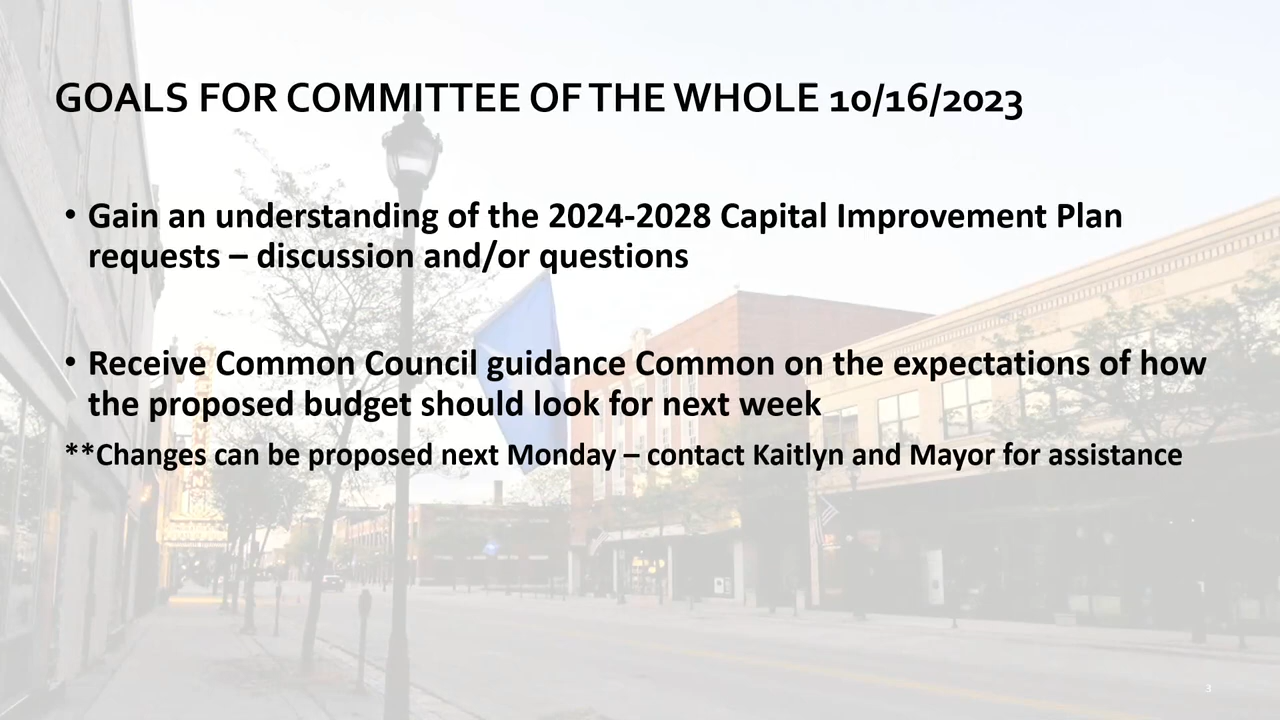 GOALS FOR COMMITTEE OF THE WHOLE 10/16/2023
• Gain an understanding of the 2024-2028 Capital Improvement Plan
requests – discussion and/or questions
• Receive Common Council guidance Common on the expectations of how
the proposed budget should look for next week
**Changes can be proposed next Monday – contact Kaitlyn and Mayor for assistance
3